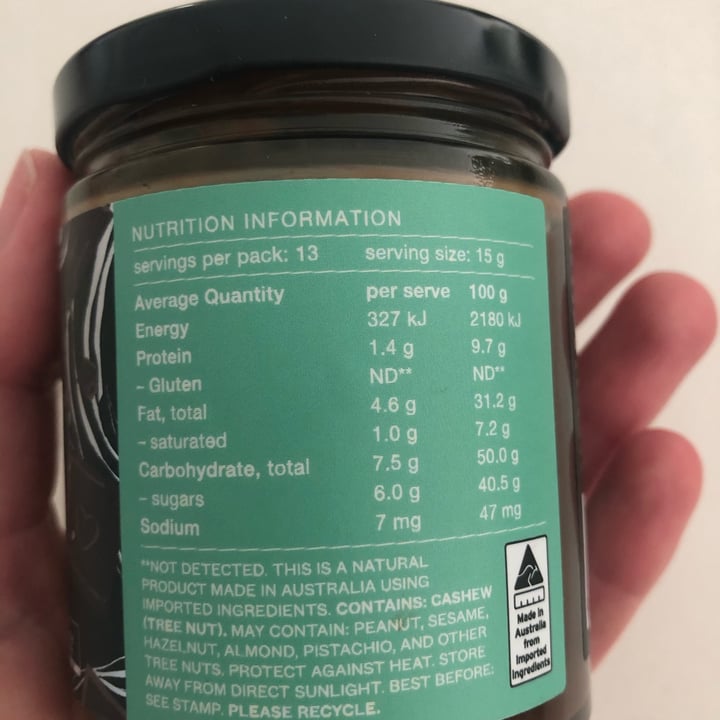 NUTRITION INFORMATION
servings per pack: 13 serving size: 15 g
Average Quantity per serve 100 g
Energy 327 kJ 2180 kJ
Protein 1.4 g 9.7 g
- Gluten ND** ND**
Fat, total 4.6 g 31.2 g
- saturated 1.0 g 7.2 g
Carbohydrate, total 7.5 g 50.0 g
- sugars 6.0 g 40.5 g
Sodium 7 mg 47 mg
**NOT DETECTED. THIS IS A NATURAL
PRODUCT MADE IN AUSTRALIA USING
IMPORTED INGREDIENTS. CONTAINS: CASHEW
(TREE NUT). MAY CONTAIN: PEANUT, SESAME,
HAZELNUT, ALMOND, PISTACHIO, AND OTHER
TREE NUTS. PROTECT AGAINST HEAT. STORE
AWAY FROM DIRECT SUNLIGHT. BEST BEFORE:
SEE STAMP. PLEASE RECYCLE.
Made in
Australia
from
Imported
Ingredients